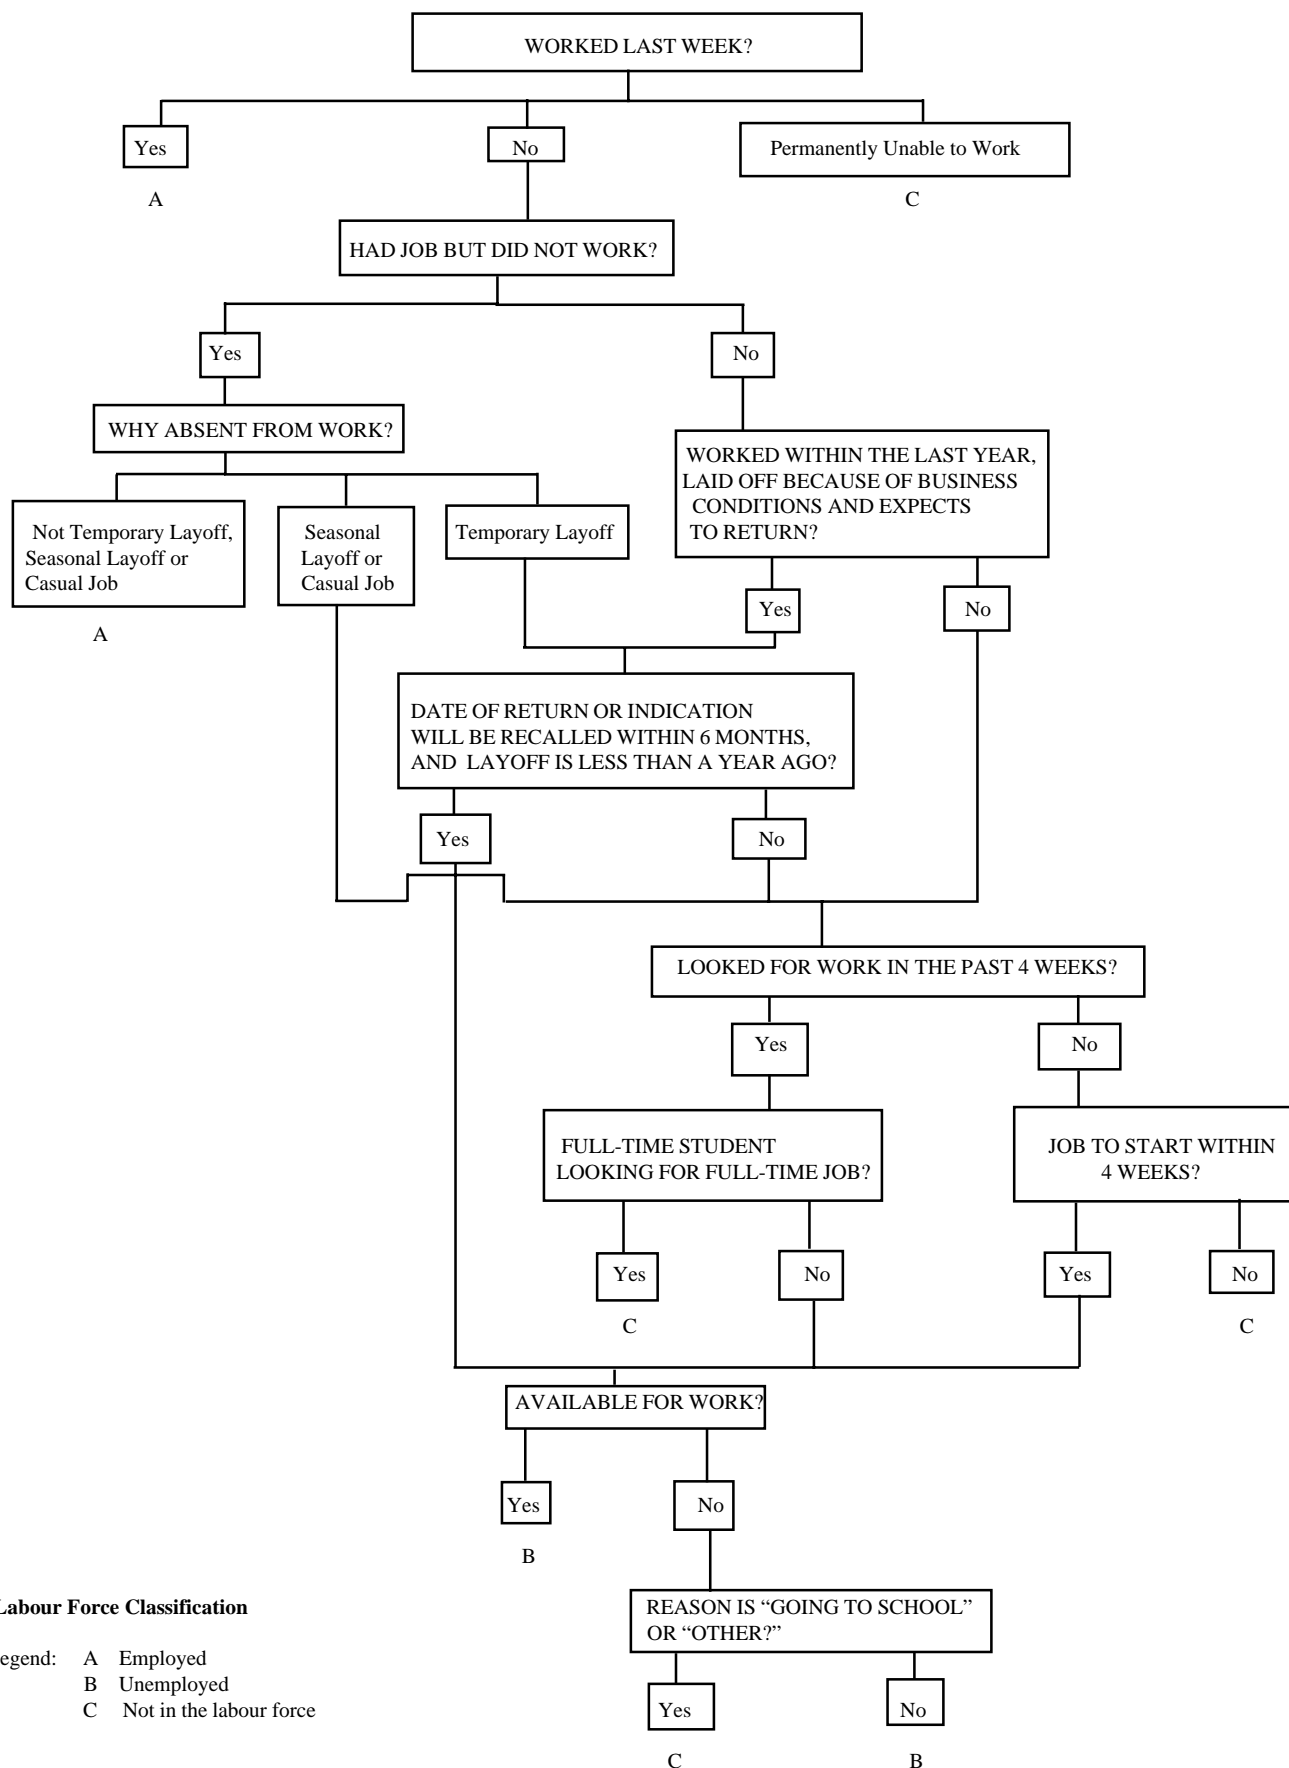 WORKED LAST WEEK?
Yes
No
Permanently Unable to Work
A
C
HAD JOB BUT DID NOT WORK?
Yes
No
WHY ABSENT FROM WORK?
WORKED WITHIN THE LAST YEAR,
LAID OFF BECAUSE OF BUSINESS
CONDITIONS AND EXPECTS
TO RETURN?
Not Temporary Layoff,
Seasonal Layoff or
Casual Job
Seasonal
Layoff or
Casual Job
Temporary Layoff
A
Yes
No
DATE OF RETURN OR INDICATION
WILL BE RECALLED WITHIN 6 MONTHS,
AND LAYOFF IS LESS THAN A YEAR AGO?
Yes
No
LOOKED FOR WORK IN THE PAST 4 WEEKS?
Yes
No
FULL-TIME STUDENT
LOOKING FOR FULL-TIME JOB?
JOB TO START WITHIN
4 WEEKS?
Yes
No
Yes
No
C
C
AVAILABLE FOR WORK?
Yes
No
B
REASON IS “GOING TO SCHOOL”
OR “OTHER?”
Yes
No
C
B
Labour Force Classification
egend: A Employed
B Unemployed
C Not in the labour force